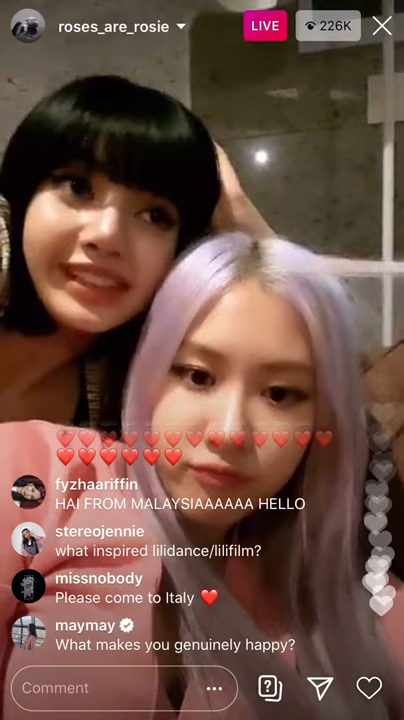 roses_are_rosie
LIVE
226K
❤️❤️❤️❤️❤️❤️❤️❤️❤️❤️❤️❤️❤️
❤️❤️❤️❤️❤️❤️
fyzhaariffin
HAI FROM MALAYSIAAAAAA HELLO
stereojennie
what inspired lilidance/lilifilm?
missnobody
Please come to Italy ❤️
maymay
What makes you genuinely happy?
Comment